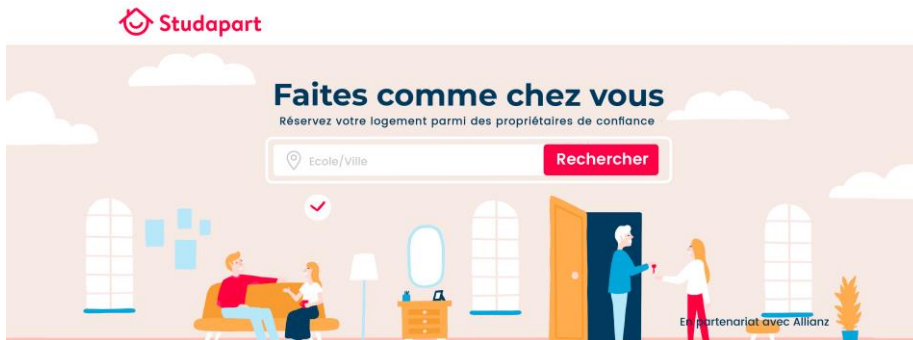 Studapart
Faites comme chez vous
Réservez votre logement parmi des propriétaires de confiance
Ecole/Ville
Rechercher
En partenariat avec Allianz